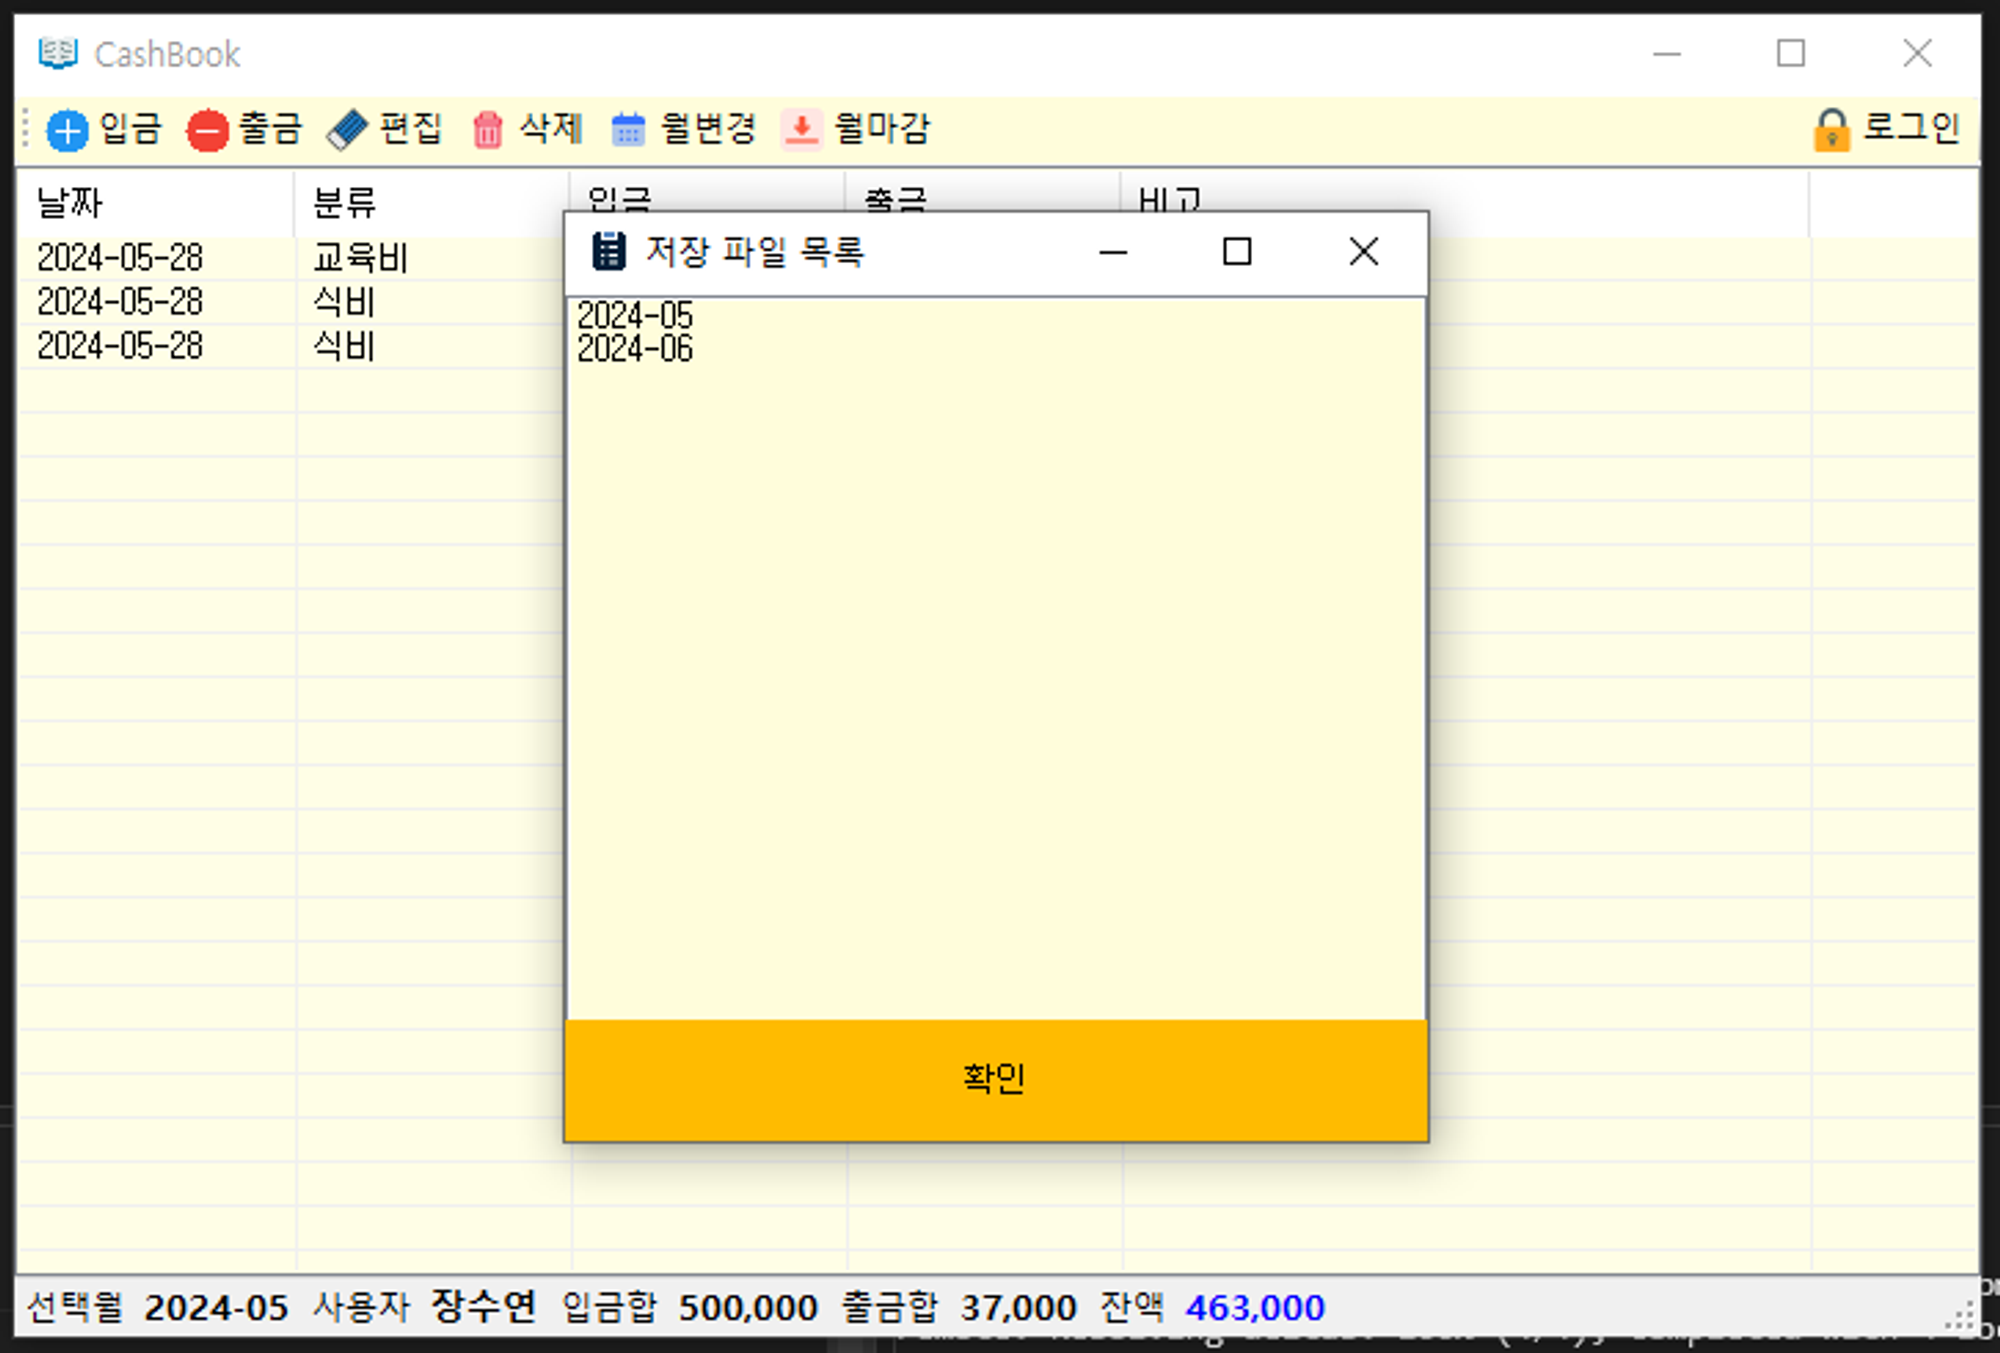 CashBook
입금 출금 편집 삭제 월변경 월마감 로그인
날짜 분류 입금 출금 비고
저장 파일 목록
2024-05-28 교육비
2024-05-28 식비
2024-05-28 식비
2024-05
2024-06
확인
선택월 2024-05 사용자 장수연 입금합 500,000 출금합 37,000 잔액 463,000